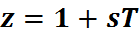 z = 1 + sT